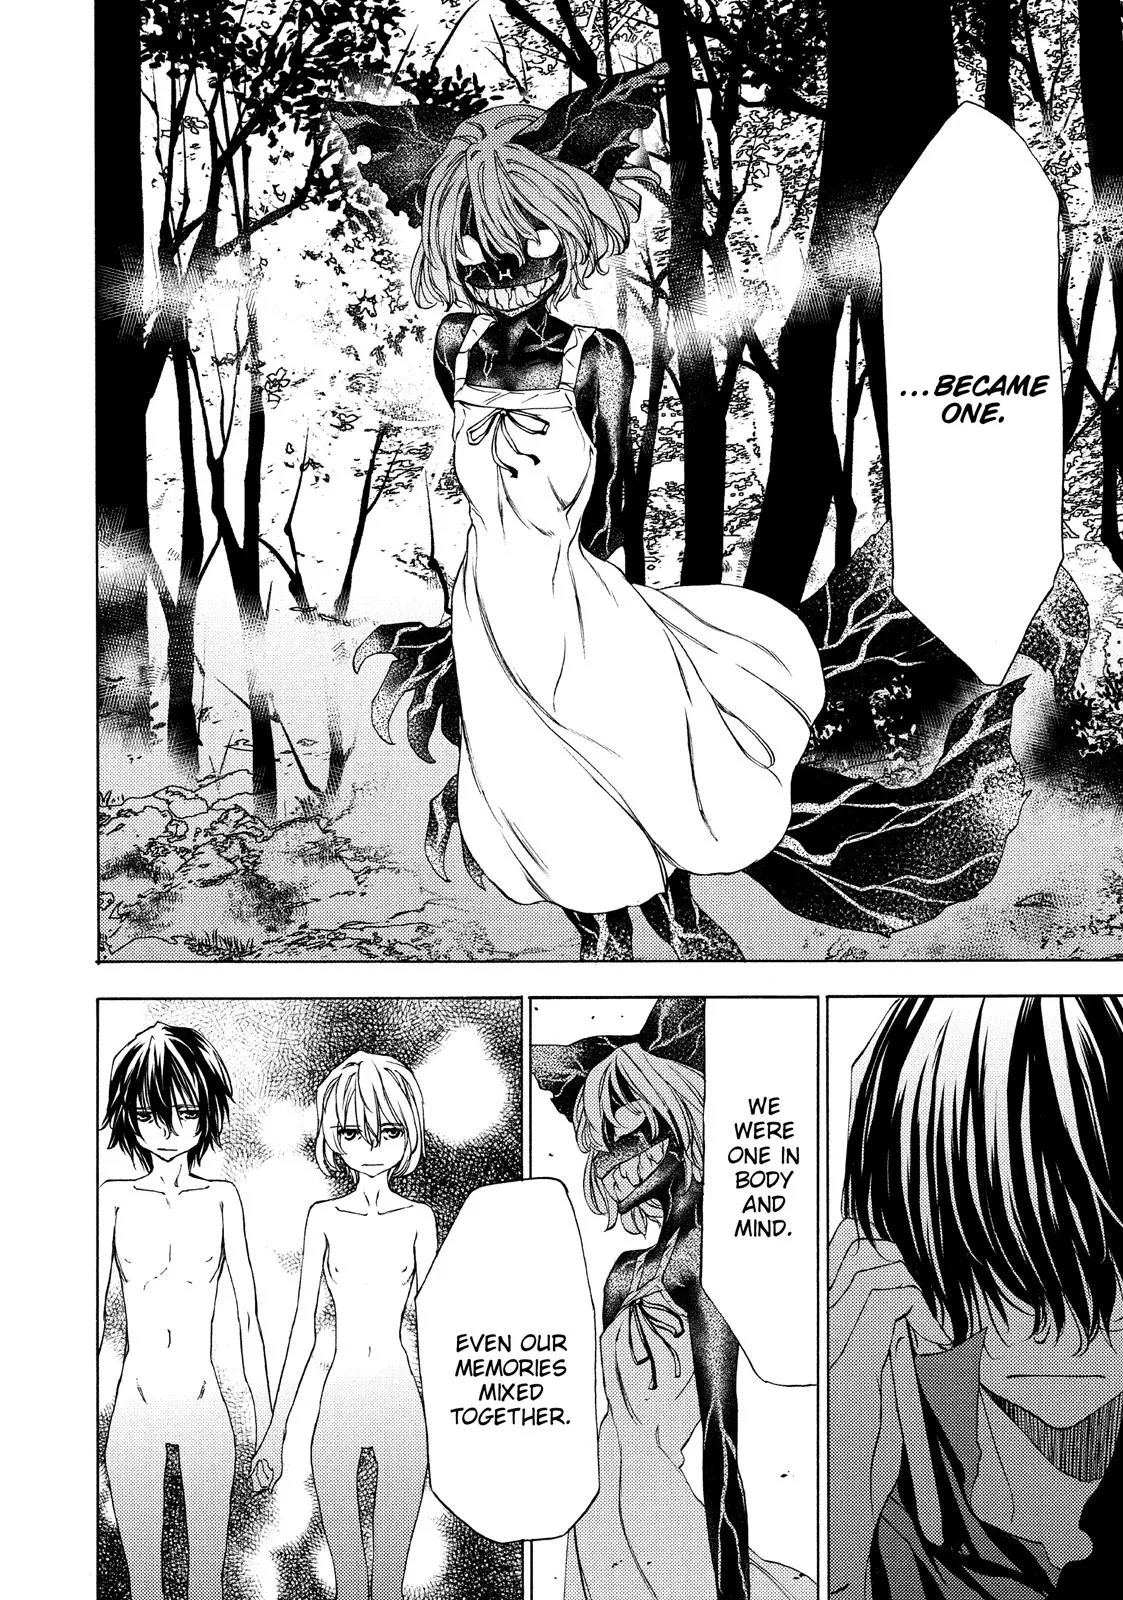 ...BECAME
ONE.
WE
WERE
ONE IN
BODY
AND
MIND.
EVEN OUR
MEMORIES
MIXED
TOGETHER.